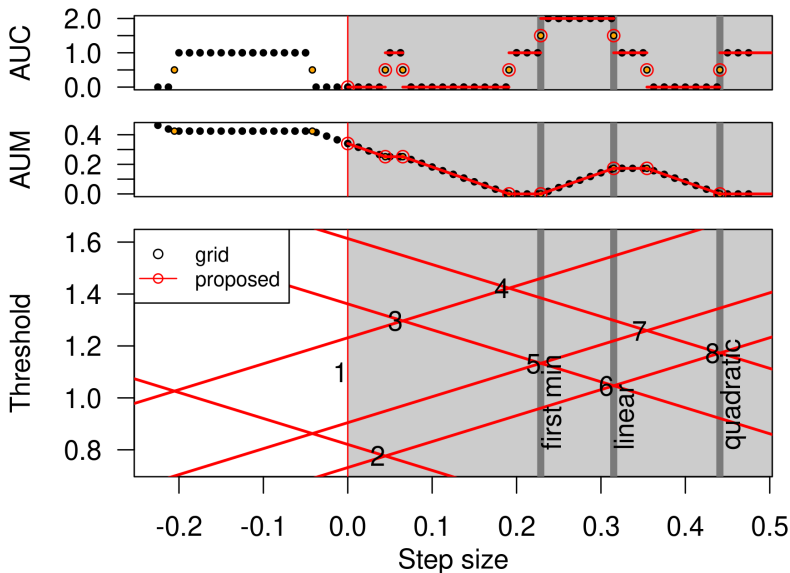 AUC
2.0
1.0
0.0
AUM
0.4
0.2
0.0
Threshold
1.6
1.4
1.2
1.0
0.8
grid
proposed
1
2
3
4
5
6
7
8
first min
linear
quadratic
-0.2 -0.1 0.0 0.1 0.2 0.3 0.4 0.5
Step size